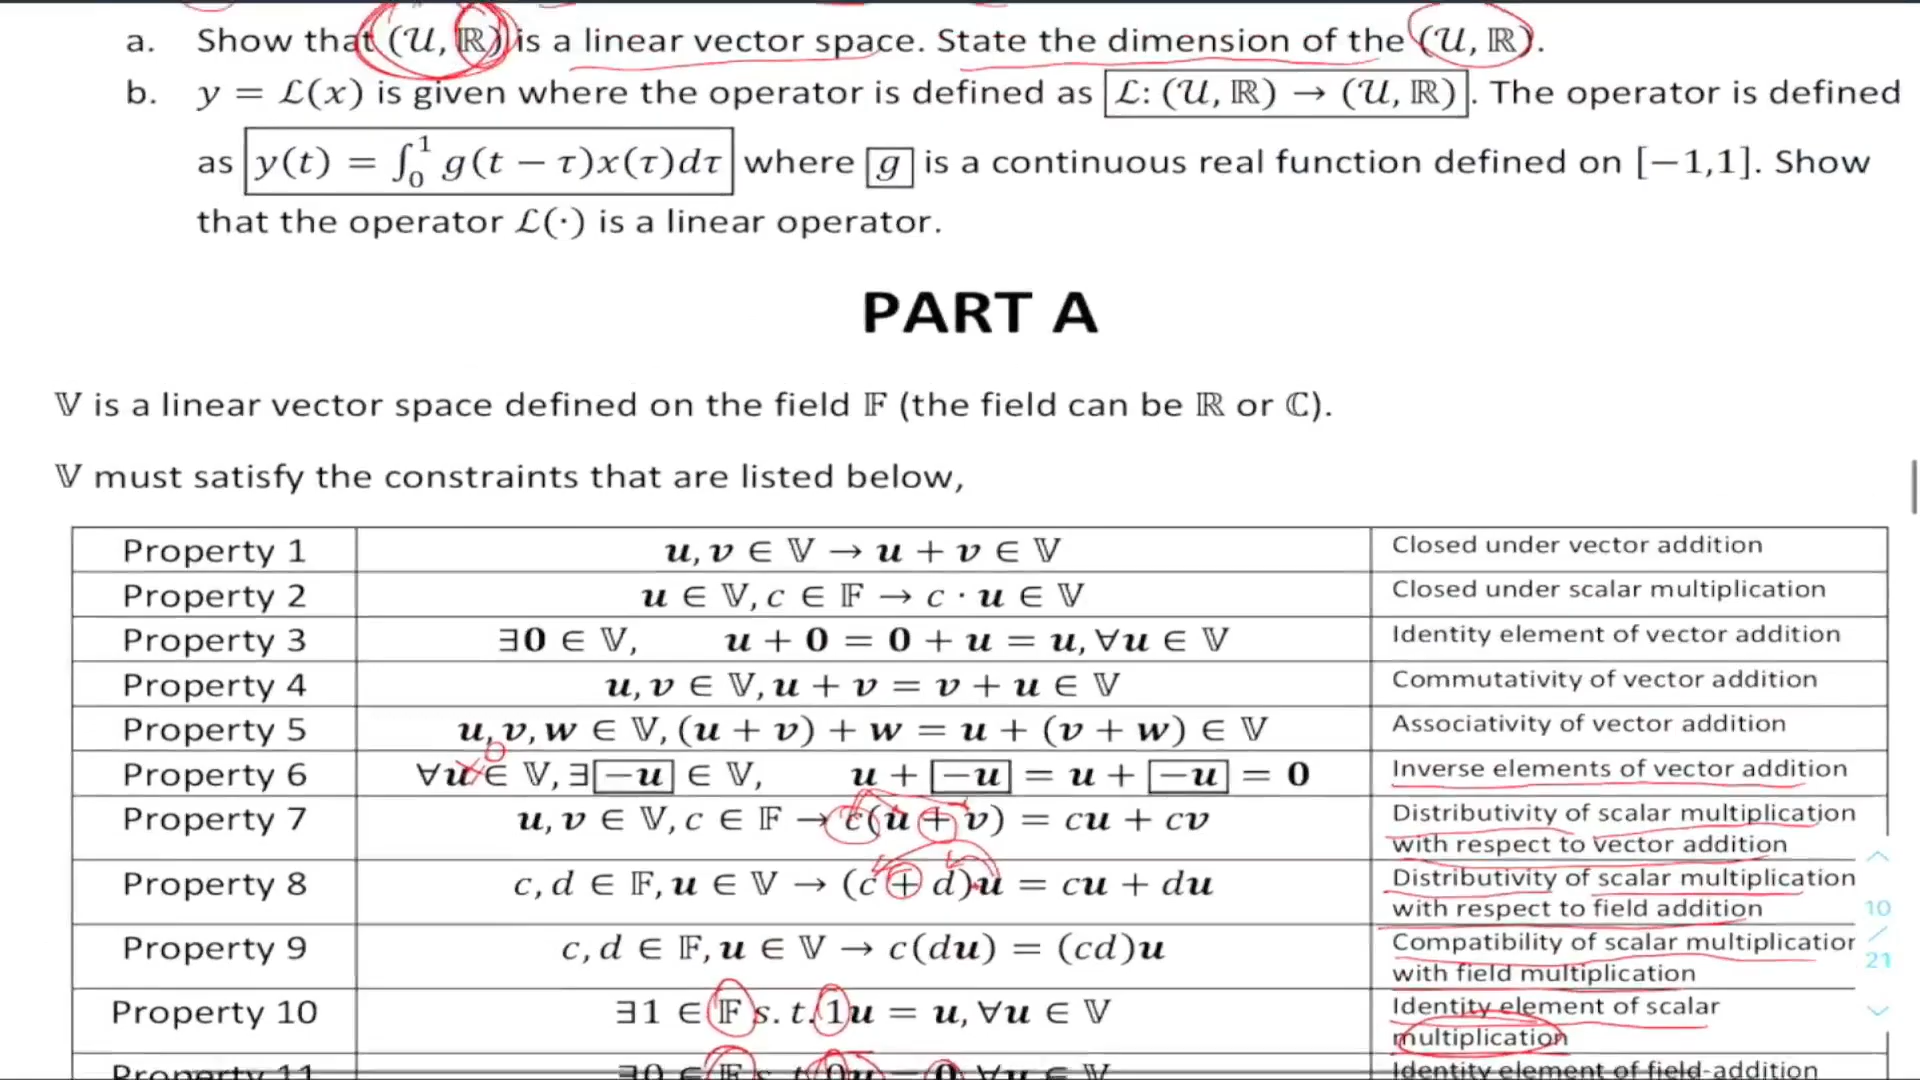 a. Show that (𝒰, ℝ) is a linear vector space. State the dimension of the (𝒰, ℝ).
b. y = ℒ(x) is given where the operator is defined as ℒ: (𝒰, ℝ) → (𝒰, ℝ). The operator is defined
as y(t) = ∫₀¹ g(t − τ)x(τ)dτ where g is a continuous real function defined on [−1,1]. Show
that the operator ℒ(·) is a linear operator.
PART A
𝕍 is a linear vector space defined on the field 𝔽 (the field can be ℝ or ℂ).
𝕍 must satisfy the constraints that are listed below,
Property 1 u, v ∈ 𝕍 → u + v ∈ 𝕍 Closed under vector addition
Property 2 u ∈ 𝕍, c ∈ 𝔽 → c · u ∈ 𝕍 Closed under scalar multiplication
Property 3 ∃0 ∈ 𝕍, u + 0 = 0 + u = u, ∀u ∈ 𝕍 Identity element of vector addition
Property 4 u, v ∈ 𝕍, u + v = v + u ∈ 𝕍 Commutativity of vector addition
Property 5 u, v, w ∈ 𝕍, (u + v) + w = u + (v + w) ∈ 𝕍 Associativity of vector addition
Property 6 ∀u ∈ 𝕍, ∃ −u ∈ 𝕍, u + −u = u + −u = 0 Inverse elements of vector addition
Property 7 u, v ∈ 𝕍, c ∈ 𝔽 → c(u + v) = cu + cv Distributivity of scalar multiplication
with respect to vector addition
Property 8 c, d ∈ 𝔽, u ∈ 𝕍 → (c + d)u = cu + du Distributivity of scalar multiplication
with respect to field addition
10
Property 9 c, d ∈ 𝔽, u ∈ 𝕍 → c(du) = (cd)u Compatibility of scalar multiplication
with field multiplication
/
21
Property 10 ∃1 ∈ 𝔽 s.t. 1u = u, ∀u ∈ 𝕍 Identity element of scalar
multiplication
Property 11 ∃0 ∈ 𝔽 s.t. 0u = 0, ∀u ∈ 𝕍 Identity element of field-addition